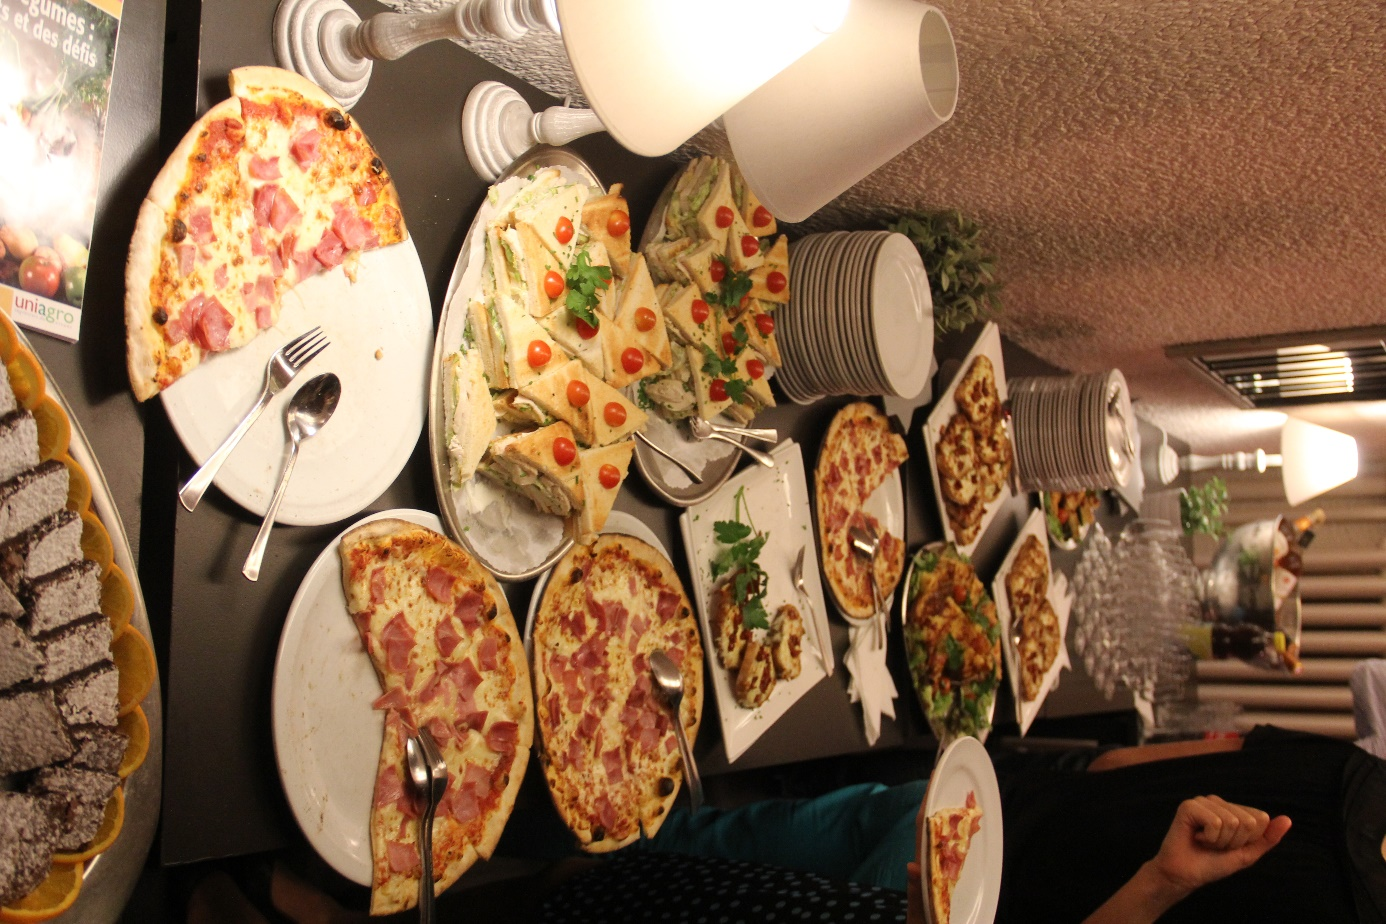 égumes :
s et des défis
uniagro